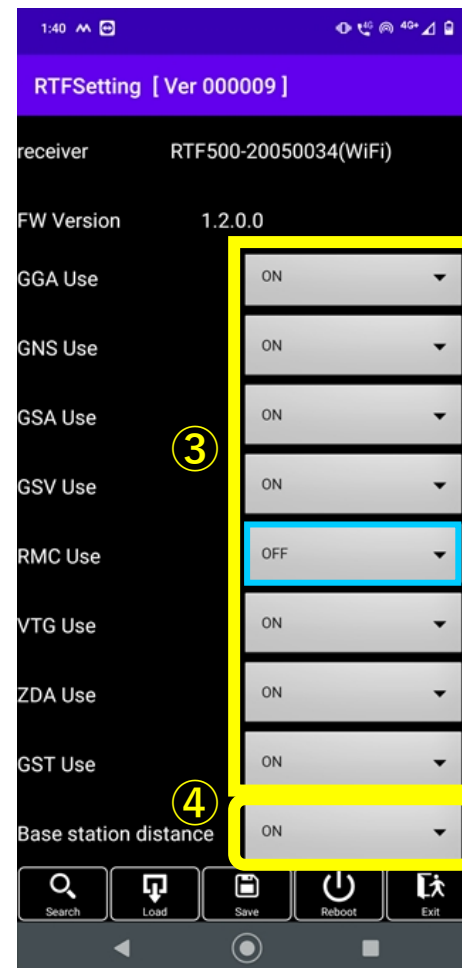 1:40 4G 4G+
RTFSetting [ Ver 000009 ]
receiver RTF500-20050034(WiFi)
FW Version 1.2.0.0
GGA Use ON
GNS Use ON
GSA Use ON
③
GSV Use ON
RMC Use OFF
VTG Use ON
ZDA Use ON
GST Use ON
④
Base station distance ON
Search Load Save Reboot Exit